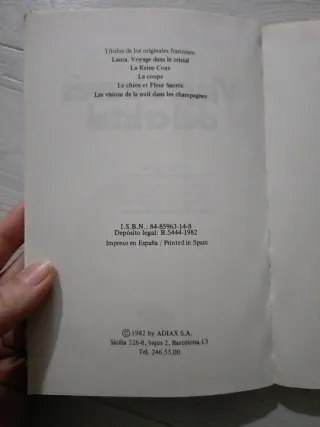 Títulos de los originales franceses:
Laura. Voyage dans le cristal
La Reine Coax
La coupe
Le chien et Fleur Sacrée
Les visions de la nuit dans les champagnes
I.S.B.N.: 84-85963-14-8
Depósito legal: B.5444-1982
Impreso en España / Printed in Spain
© 1982 by ADIAX S.A.
Sicilia 226-8, bajos 2, Barcelona-13
Tel. 246.55.00